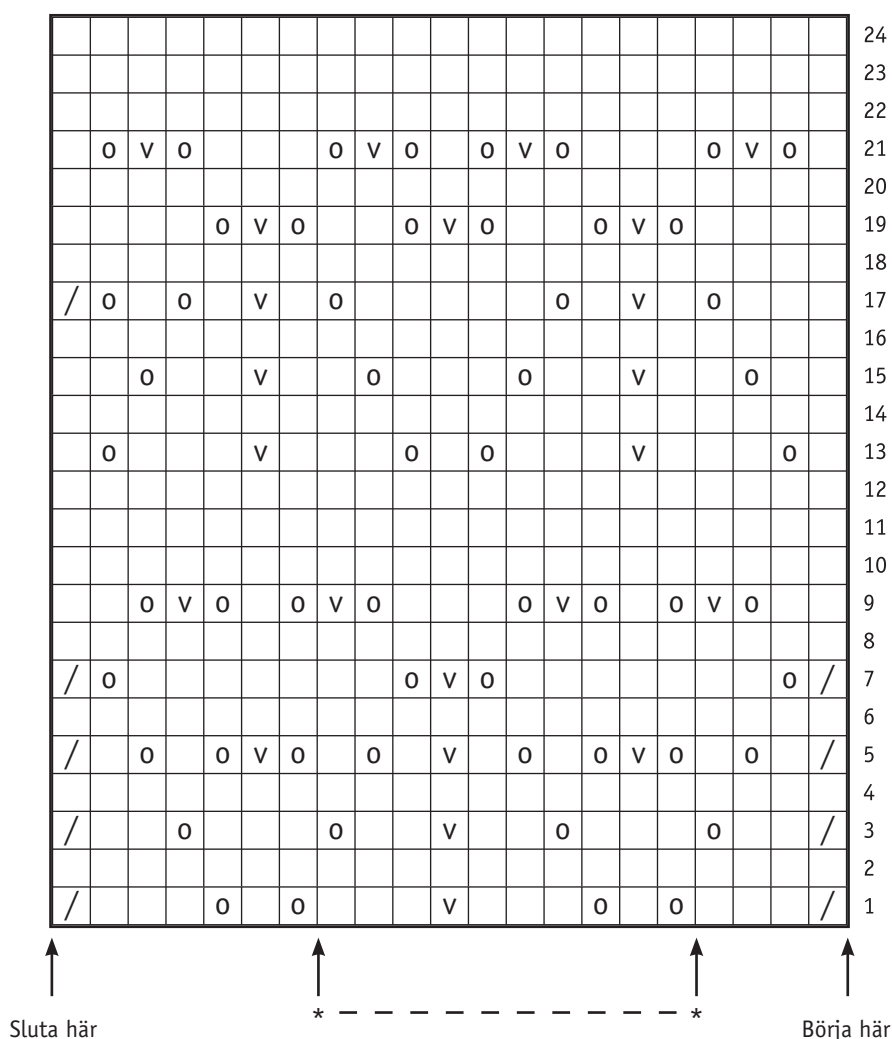 24
23
22
o v o o v o o v o o v o 21
20
o v o o v o o v o 19
18
/ o o v o o v o 17
16
o v o o v o 15
14
o v o o v o 13
12
11
10
o v o o v o o v o o v o 9
8
/ o o v o o / 7
6
/ o o v o o v o o v o o / 5
4
/ o o v o o / 3
2
/ o o v o o / 1
* – – – – – – – – – *
Sluta här Börja här